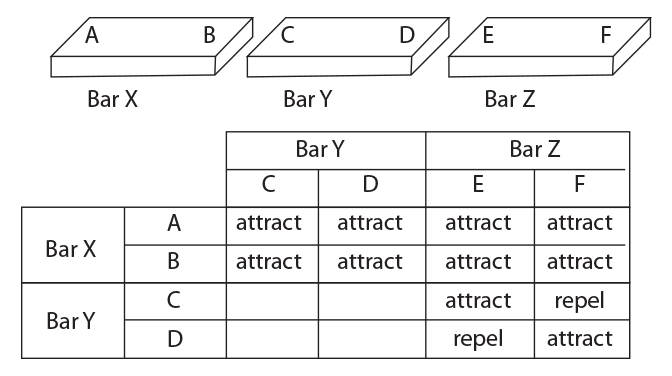 A B C D E F
Bar X Bar Y Bar Z
Bar Y Bar Z
C D E F
Bar X
A attract attract attract attract
B attract attract attract attract
Bar Y
C attract repel
D repel attract